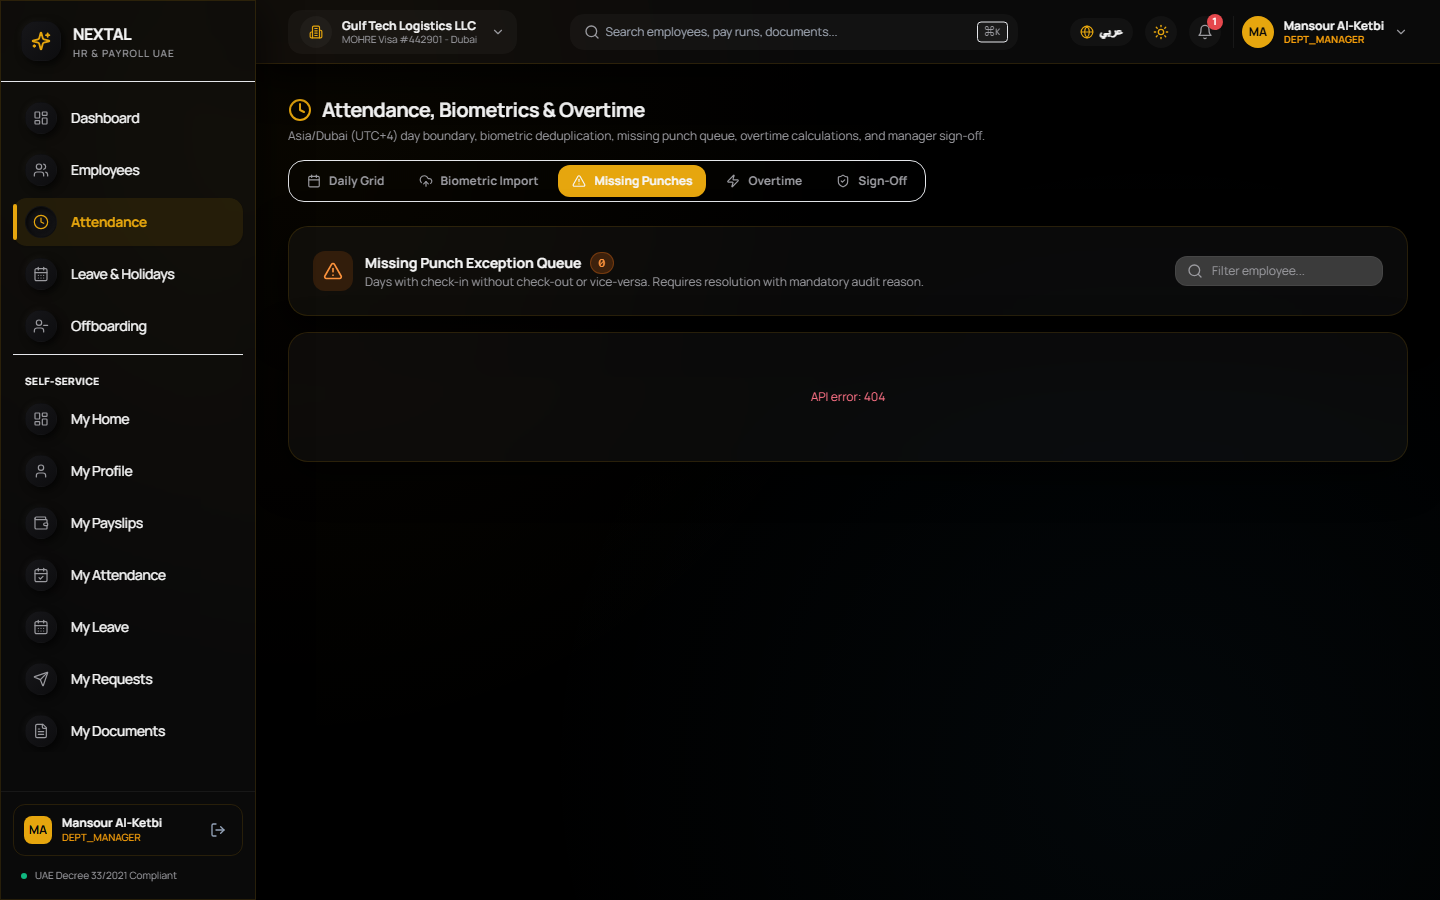 NEXTAL
HR & PAYROLL UAE
Gulf Tech Logistics LLC
MOHRE Visa #442901 - Dubai
Search employees, pay runs, documents...
⌘K
عربي
1
MA
Mansour Al-Ketbi
DEPT_MANAGER
Dashboard
Employees
Attendance
Leave & Holidays
Offboarding
SELF-SERVICE
My Home
My Profile
My Payslips
My Attendance
My Leave
My Requests
My Documents
MA
Mansour Al-Ketbi
DEPT_MANAGER
UAE Decree 33/2021 Compliant
Attendance, Biometrics & Overtime
Asia/Dubai (UTC+4) day boundary, biometric deduplication, missing punch queue, overtime calculations, and manager sign-off.
Daily Grid
Biometric Import
Missing Punches
Overtime
Sign-Off
Missing Punch Exception Queue 0
Days with check-in without check-out or vice-versa. Requires resolution with mandatory audit reason.
Filter employee...
API error: 404